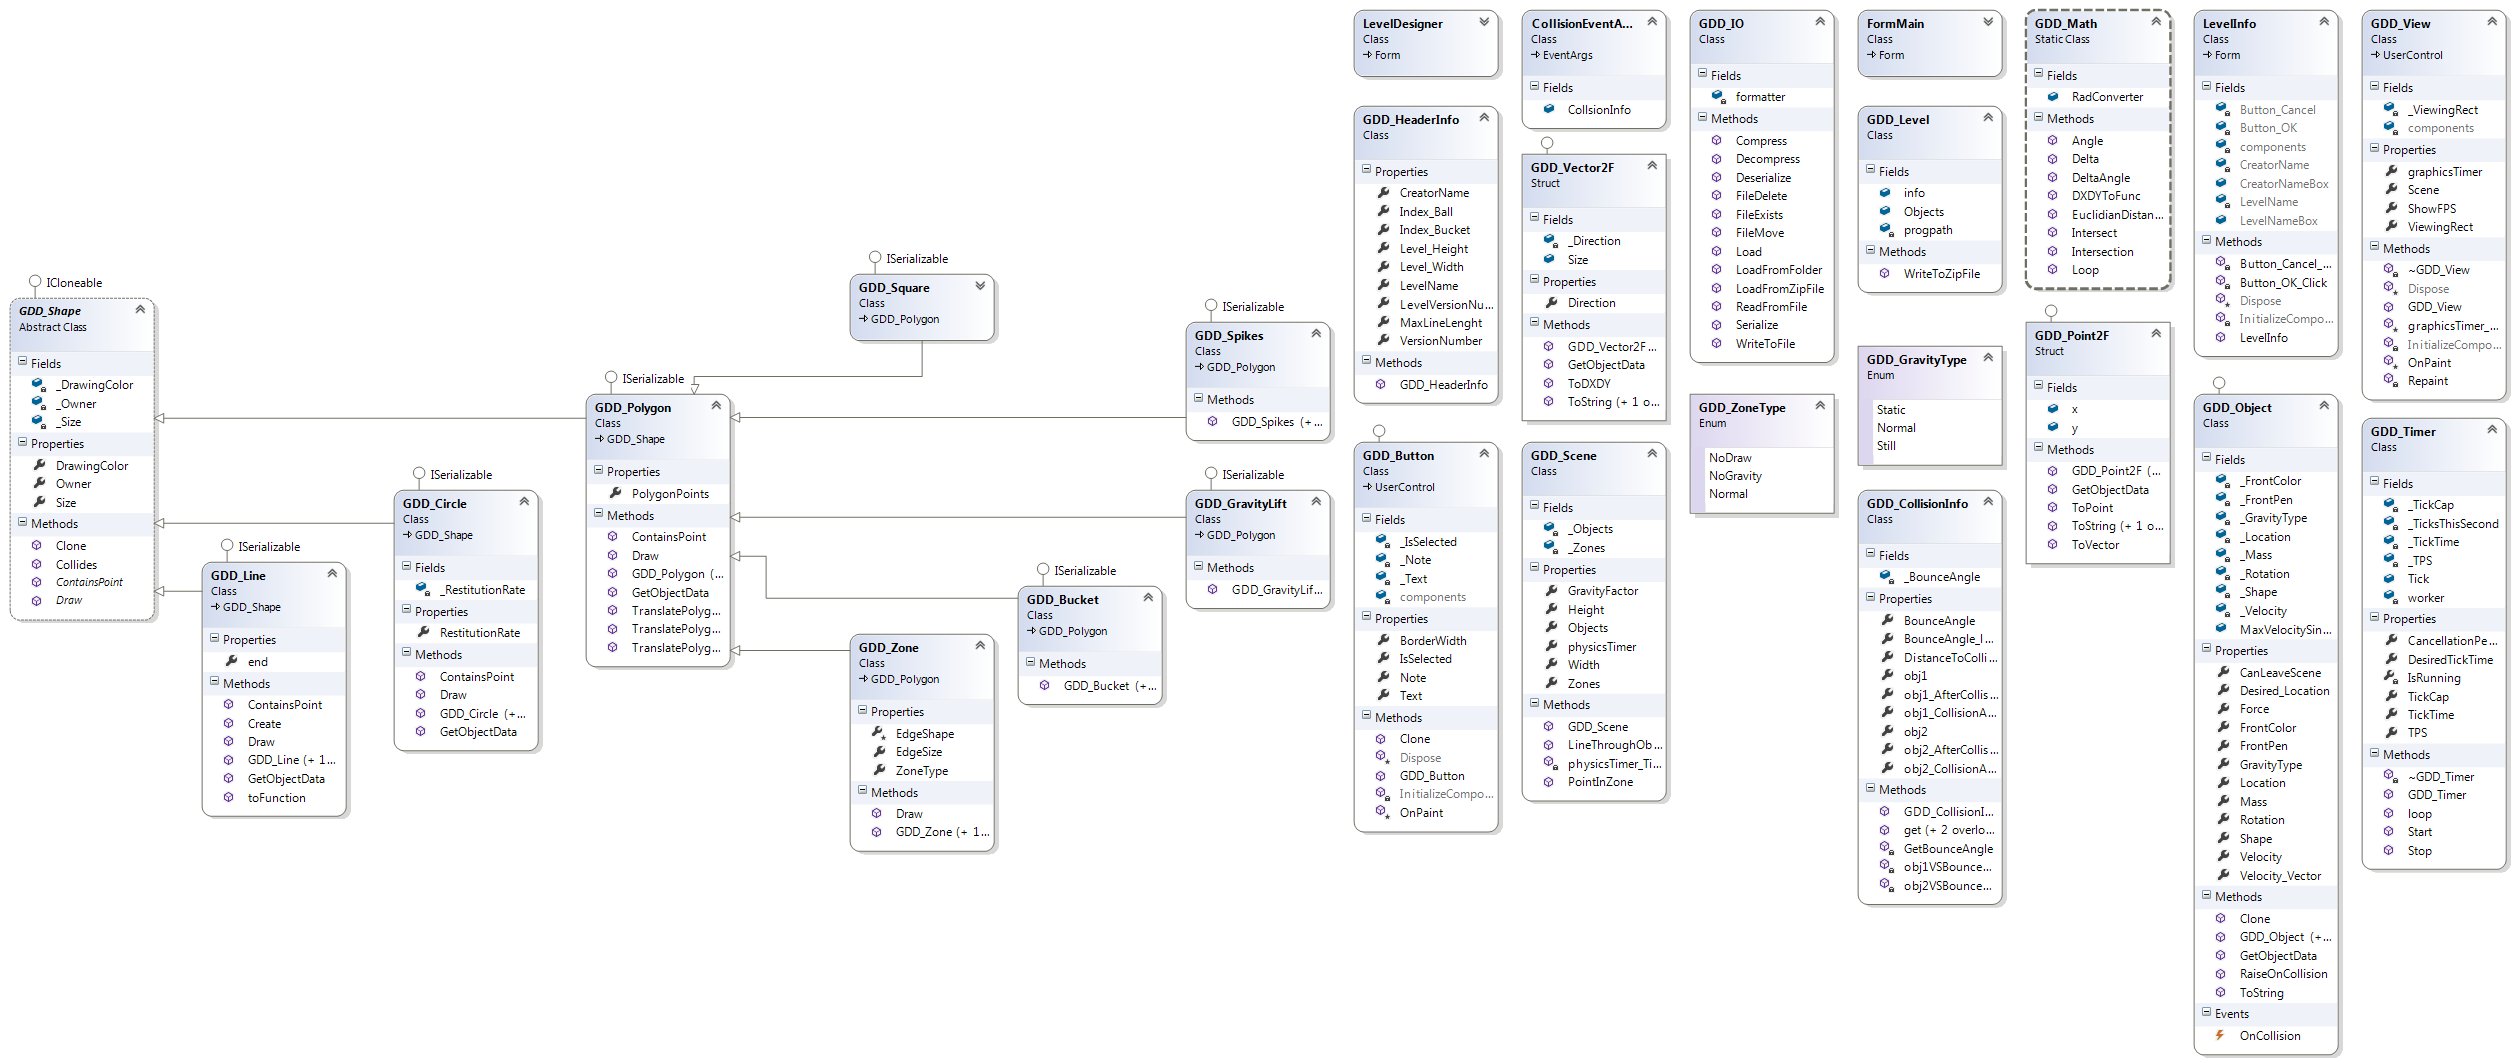 ICloneable
GDD_Shape
Abstract Class
Fields
_DrawingColor
_Owner
_Size
Properties
DrawingColor
Owner
Size
Methods
Clone
Collides
ContainsPoint
Draw
ISerializable
GDD_Line
Class
GDD_Shape
Properties
end
Methods
ContainsPoint
Create
Draw
GDD_Line (+ 1...
GetObjectData
toFunction
ISerializable
GDD_Circle
Class
GDD_Shape
Fields
_RestitutionRate
Properties
RestitutionRate
Methods
ContainsPoint
Draw
GDD_Circle (+...
GetObjectData
ISerializable
GDD_Polygon
Class
GDD_Shape
Properties
PolygonPoints
Methods
ContainsPoint
Draw
GDD_Polygon (...
GetObjectData
TranslatePolyg...
TranslatePolyg...
TranslatePolyg...
ISerializable
GDD_Square
Class
GDD_Polygon
GDD_Zone
Class
GDD_Polygon
Properties
EdgeShape
EdgeSize
ZoneType
Methods
Draw
GDD_Zone (+ 1...
ISerializable
GDD_Bucket
Class
GDD_Polygon
Methods
GDD_Bucket (+...
ISerializable
GDD_Spikes
Class
GDD_Polygon
Methods
GDD_Spikes (+...
ISerializable
GDD_GravityLift
Class
GDD_Polygon
Methods
GDD_GravityLif...
LevelDesigner
Class
Form
GDD_HeaderInfo
Class
Properties
CreatorName
Index_Ball
Index_Bucket
Level_Height
Level_Width
LevelName
LevelVersionNu...
MaxLineLenght
VersionNumber
Methods
GDD_HeaderInfo
GDD_Button
Class
UserControl
Fields
_IsSelected
_Note
_Text
components
Properties
BorderWidth
IsSelected
Note
Text
Methods
Clone
Dispose
GDD_Button
InitializeCompo...
OnPaint
CollisionEventA...
Class
EventArgs
Fields
CollsionInfo
GDD_Vector2F
Struct
Fields
_Direction
Size
Properties
Direction
Methods
GDD_Vector2F...
GetObjectData
ToDXDY
ToString (+ 1 o...
GDD_Scene
Class
Fields
_Objects
_Zones
Properties
GravityFactor
Height
Objects
physicsTimer
Width
Zones
Methods
GDD_Scene
LineThroughOb...
physicsTimer_Ti...
PointInZone
GDD_IO
Class
Fields
formatter
Methods
Compress
Decompress
Deserialize
FileDelete
FileExists
FileMove
Load
LoadFromFolder
LoadFromZipFile
ReadFromFile
Serialize
WriteToFile
GDD_ZoneType
Enum
NoDraw
NoGravity
Normal
FormMain
Class
Form
GDD_Level
Class
Fields
info
Objects
progpath
Methods
WriteToZipFile
GDD_GravityType
Enum
Static
Normal
Still
GDD_CollisionInfo
Class
Fields
_BounceAngle
Properties
BounceAngle
BounceAngle_I...
DistanceToColli...
obj1
obj1_AfterCollis...
obj1_CollisionA...
obj2
obj2_AfterCollis...
obj2_CollisionA...
Methods
GDD_CollisionI...
get (+ 2 overlo...
GetBounceAngle
obj1VSBounce...
obj2VSBounce...
GDD_Math
Static Class
Fields
RadConverter
Methods
Angle
Delta
DeltaAngle
DXDYToFunc
EuclidianDistan...
Intersect
Intersection
Loop
GDD_Point2F
Struct
Fields
x
y
Methods
GDD_Point2F (...
GetObjectData
ToPoint
ToString (+ 1 o...
ToVector
LevelInfo
Class
Form
Fields
Button_Cancel
Button_OK
components
CreatorName
CreatorNameBox
LevelName
LevelNameBox
Methods
Button_Cancel_...
Button_OK_Click
Dispose
InitializeCompo...
LevelInfo
GDD_Object
Class
Fields
_FrontColor
_FrontPen
_GravityType
_Location
_Mass
_Rotation
_Shape
_Velocity
MaxVelocitySin...
Properties
CanLeaveScene
Desired_Location
Force
FrontColor
FrontPen
GravityType
Location
Mass
Rotation
Shape
Velocity
Velocity_Vector
Methods
Clone
GDD_Object (+...
GetObjectData
RaiseOnCollision
ToString
Events
OnCollision
GDD_View
Class
UserControl
Fields
_ViewingRect
components
Properties
graphicsTimer
Scene
ShowFPS
ViewingRect
Methods
~GDD_View
Dispose
GDD_View
graphicsTimer_...
InitializeCompo...
OnPaint
Repaint
GDD_Timer
Class
Fields
_TickCap
_TicksThisSecond
_TickTime
_TPS
Tick
worker
Properties
CancellationPe...
DesiredTickTime
IsRunning
TickCap
TickTime
TPS
Methods
~GDD_Timer
GDD_Timer
loop
Start
Stop